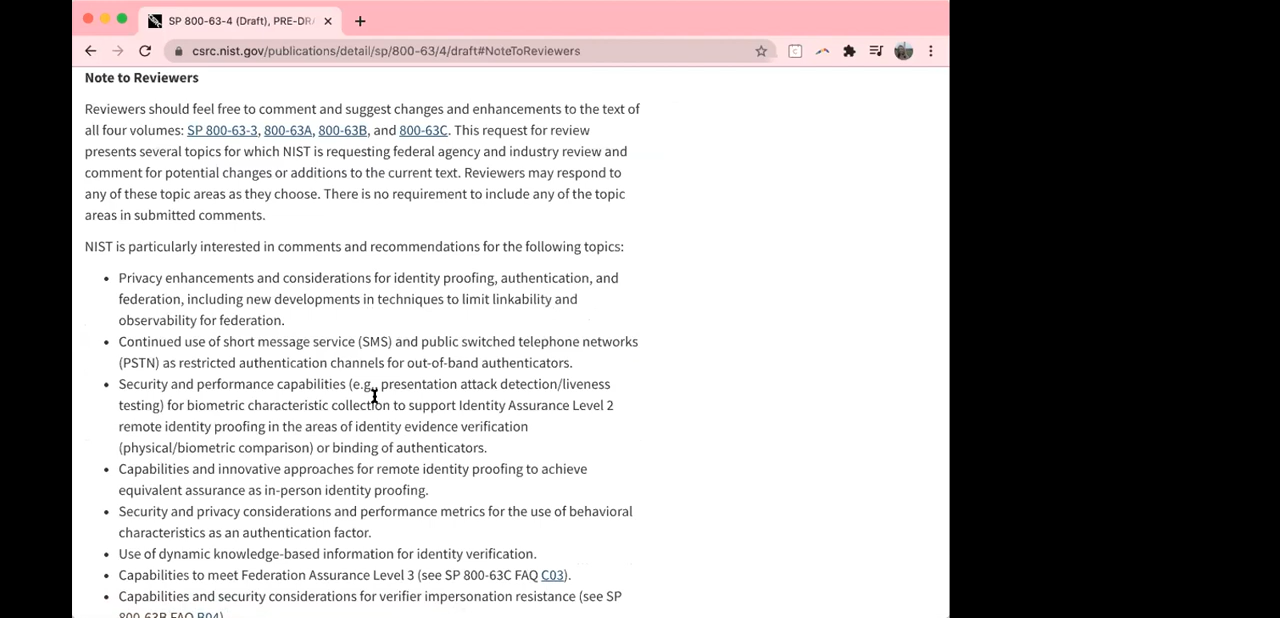 SP 800-63-4 (Draft), PRE-DR
csrc.nist.gov/publications/detail/sp/800-63/4/draft#NoteToReviewers
Note to Reviewers
Reviewers should feel free to comment and suggest changes and enhancements to the text of
all four volumes: SP 800-63-3, 800-63A, 800-63B, and 800-63C. This request for review
presents several topics for which NIST is requesting federal agency and industry review and
comment for potential changes or additions to the current text. Reviewers may respond to
any of these topic areas as they choose. There is no requirement to include any of the topic
areas in submitted comments.
NIST is particularly interested in comments and recommendations for the following topics:
• Privacy enhancements and considerations for identity proofing, authentication, and
federation, including new developments in techniques to limit linkability and
observability for federation.
• Continued use of short message service (SMS) and public switched telephone networks
(PSTN) as restricted authentication channels for out-of-band authenticators.
• Security and performance capabilities (e.g., presentation attack detection/liveness
testing) for biometric characteristic collection to support Identity Assurance Level 2
remote identity proofing in the areas of identity evidence verification
(physical/biometric comparison) or binding of authenticators.
• Capabilities and innovative approaches for remote identity proofing to achieve
equivalent assurance as in-person identity proofing.
• Security and privacy considerations and performance metrics for the use of behavioral
characteristics as an authentication factor.
• Use of dynamic knowledge-based information for identity verification.
• Capabilities to meet Federation Assurance Level 3 (see SP 800-63C FAQ C03).
• Capabilities and security considerations for verifier impersonation resistance (see SP
800-63B FAQ B04)